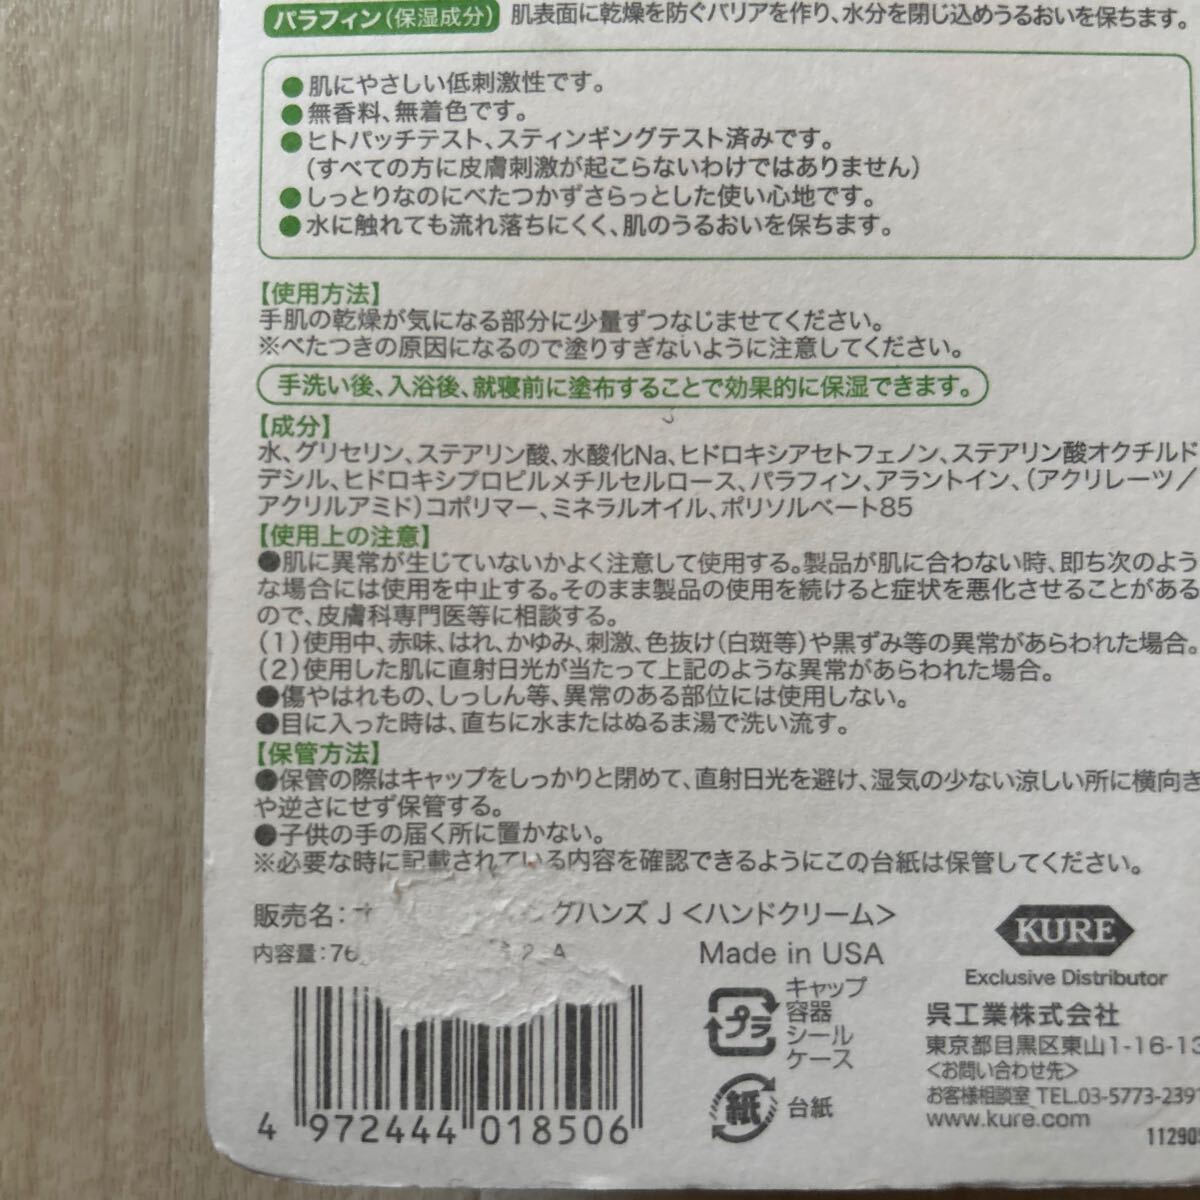 パラフィン(保湿成分) 肌表面に乾燥を防ぐバリアを作り、水分を閉じ込めうるおいを保ちます。
●肌にやさしい低刺激性です。
●無香料、無着色です。
●ヒトパッチテスト、スティンギングテスト済みです。
(すべての方に皮膚刺激が起こらないわけではありません)
●しっとりなのにべたつかずさらっとした使い心地です。
●水に触れても流れ落ちにくく、肌のうるおいを保ちます。
【使用方法】
手肌の乾燥が気になる部分に少量ずつなじませてください。
※べたつきの原因になるので塗りすぎないように注意してください。
手洗い後、入浴後、就寝前に塗布することで効果的に保湿できます。
【成分】
水、グリセリン、ステアリン酸、水酸化Na、ヒドロキシアセトフェノン、ステアリン酸オクチルド
デシル、ヒドロキシプロピルメチルセルロース、パラフィン、アラントイン、(アクリレーツ/
アクリルアミド)コポリマー、ミネラルオイル、ポリソルベート85
【使用上の注意】
●肌に異常が生じていないかよく注意して使用する。製品が肌に合わない時、即ち次のよう
な場合には使用を中止する。そのまま製品の使用を続けると症状を悪化させることがある
ので、皮膚科専門医等に相談する。
(1)使用中、赤味、はれ、かゆみ、刺激、色抜け(白斑等)や黒ずみ等の異常があらわれた場合。
(2)使用した肌に直射日光が当たって上記のような異常があらわれた場合。
●傷やはれもの、しっしん等、異常のある部位には使用しない。
●目に入った時は、直ちに水またはぬるま湯で洗い流す。
【保管方法】
●保管の際はキャップをしっかりと閉めて、直射日光を避け、湿気の少ない涼しい所に横向き
や逆さにせず保管する。
●子供の手の届く所に置かない。
※必要な時に記載されている内容を確認できるようにこの台紙は保管してください。
販売名: グハンズ J <ハンドクリーム>
内容量:76
Made in USA
4 972444 018506
プラ
キャップ
容器
シール
ケース
紙
台紙
KURE
Exclusive Distributor
呉工業株式会社
東京都目黒区東山1-16-13
<お問い合わせ先>
お客様相談室 TEL.03-5773-2391
www.kure.com
112905